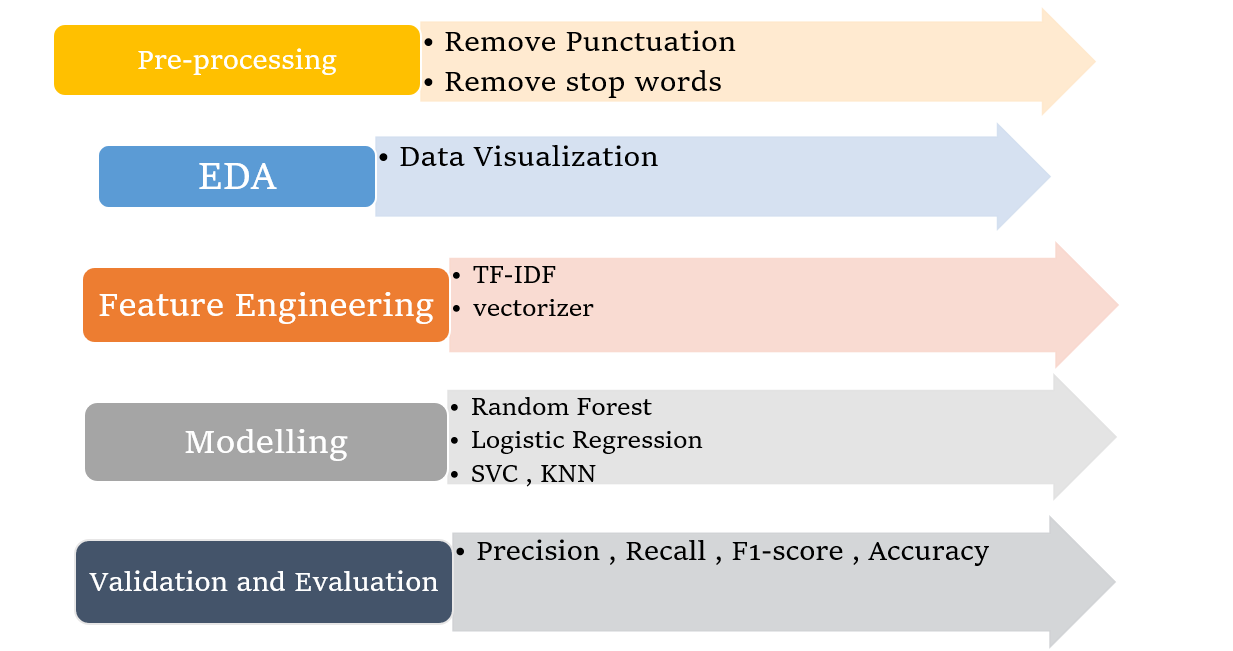 Pre-processing
• Remove Punctuation
• Remove stop words
EDA
• Data Visualization
Feature Engineering
• TF-IDF
• vectorizer
Modelling
• Random Forest
• Logistic Regression
• SVC , KNN
Validation and Evaluation
• Precision , Recall , F1-score , Accuracy